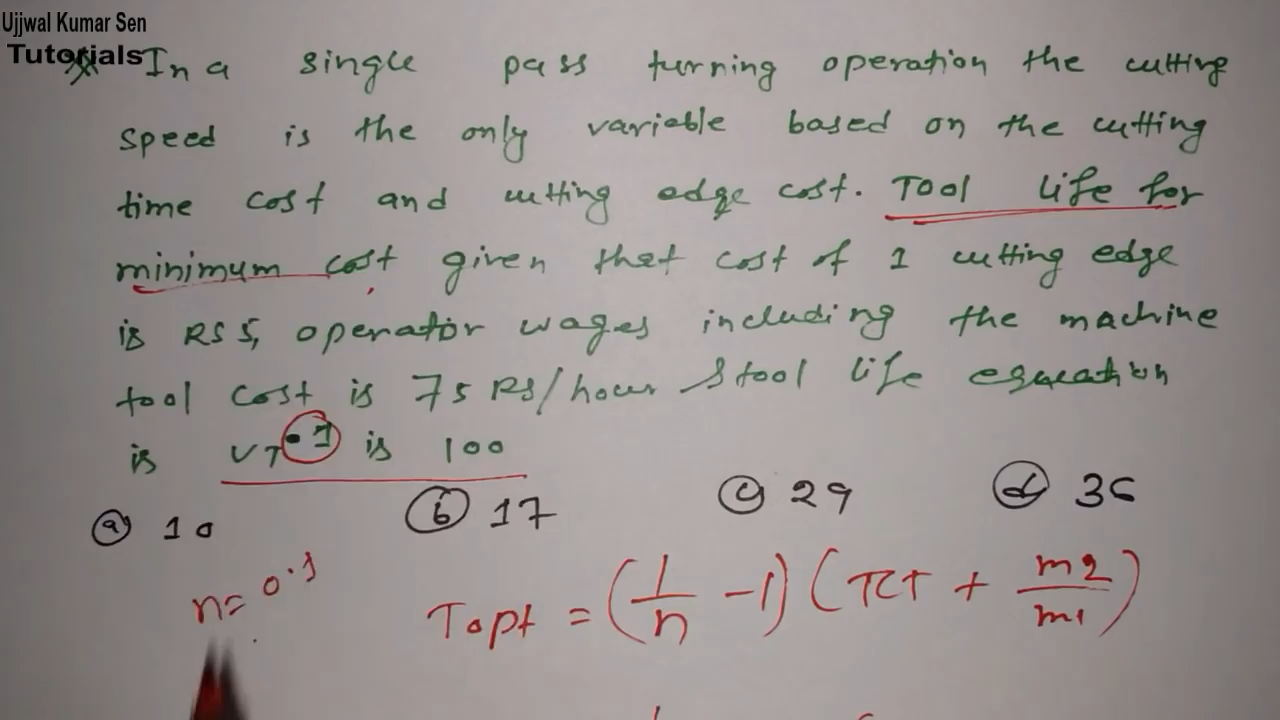 Ujjwal Kumar Sen
Tutorials
In a single pass turning operation the cutting
speed is the only variable based on the cutting
time cost and cutting edge cost. Tool life for
minimum cost given that cost of 1 cutting edge
is RS 5, operator wages including the machine
tool cost is 75 RS/hour & tool life equation
is VT^.1 is 100
(a) 10 (b) 17 (c) 29 (d) 36
n = 0.1
Topt = (1/n - 1) (TCT + m2/m1)